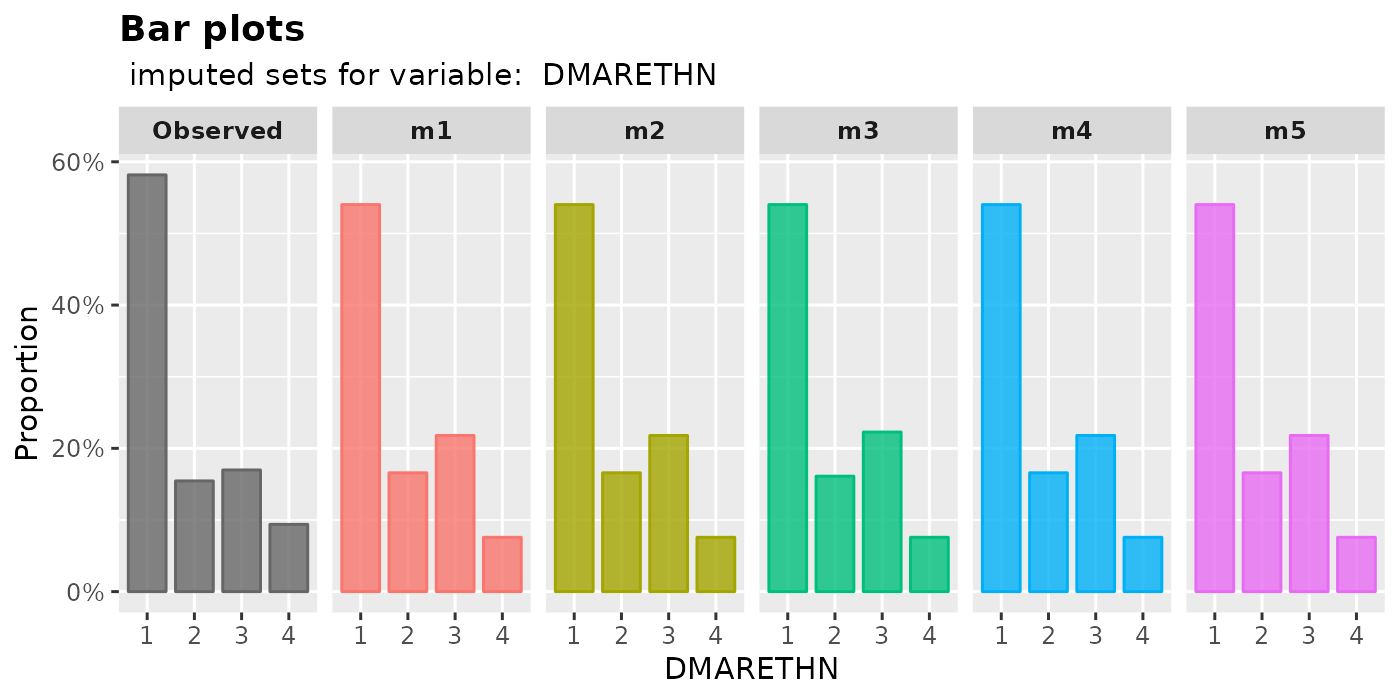 Bar plots
imputed sets for variable:  DMARETHN
Observed m1 m2 m3 m4 m5
60%
40%
20%
0%
Proportion
1 2 3 4 1 2 3 4 1 2 3 4 1 2 3 4 1 2 3 4 1 2 3 4
DMARETHN